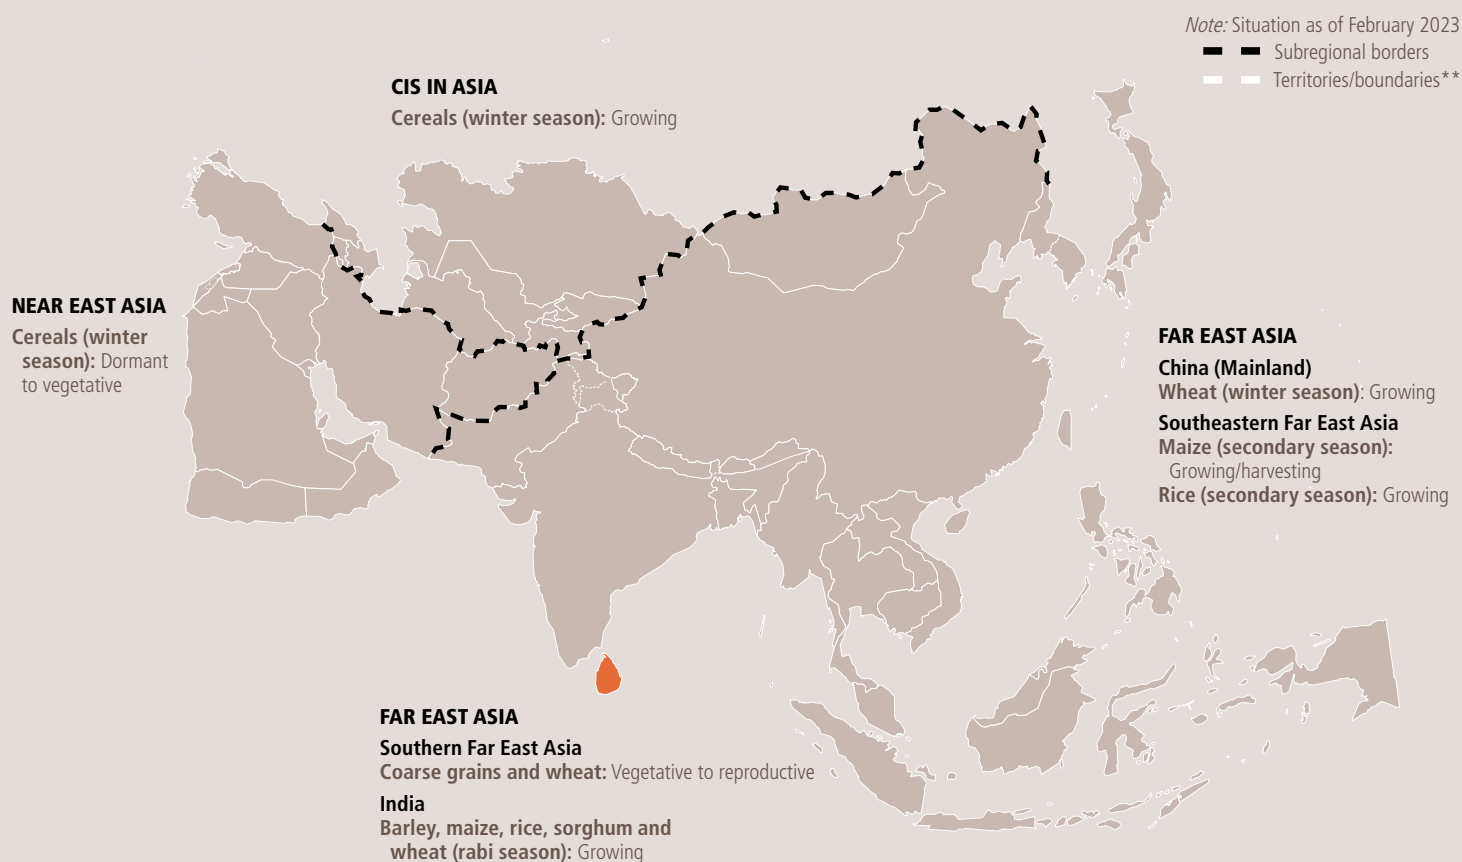 Note: Situation as of February 2023
Subregional borders
Territories/boundaries**
CIS IN ASIA
Cereals (winter season): Growing
NEAR EAST ASIA
Cereals (winter
season): Dormant
to vegetative
FAR EAST ASIA
China (Mainland)
Wheat (winter season): Growing
Southeastern Far East Asia
Maize (secondary season):
Growing/harvesting
Rice (secondary season): Growing
FAR EAST ASIA
Southern Far East Asia
Coarse grains and wheat: Vegetative to reproductive
India
Barley, maize, rice, sorghum and
wheat (rabi season): Growing